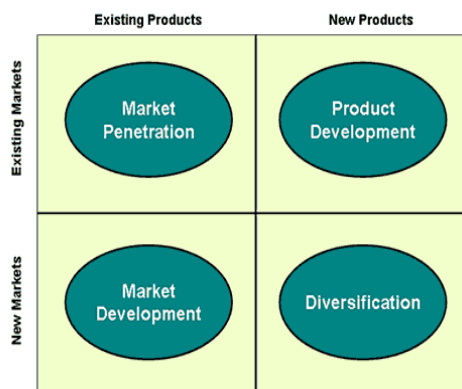 Existing Products
New Products
Existing Markets
Market
Penetration
Product
Development
New Markets
Market
Development
Diversification